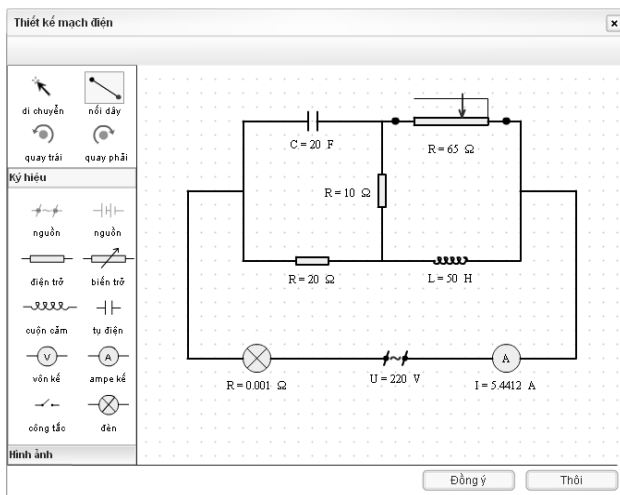 Thiết kế mạch điện
di chuyển
nối dây
quay trái
quay phải
Ký hiệu
nguồn
nguồn
điện trở
biến trở
cuộn cảm
tụ điện
V
A
vôn kế
ampe kế
công tắc
đèn
Hình ảnh
C = 20 F
R = 65 Ω
R = 10 Ω
R = 20 Ω
L = 50 H
A
R = 0.001 Ω
U = 220 V
I = 5.4412 A
Đồng ý
Thôi